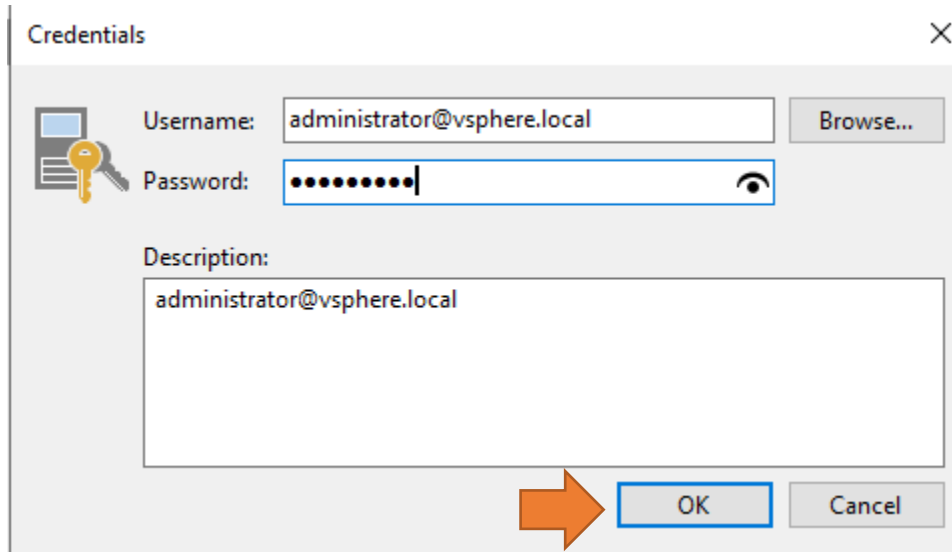 Credentials
Username: administrator@vsphere.local Browse...
Password: •••••••••
Description:
administrator@vsphere.local
OK Cancel